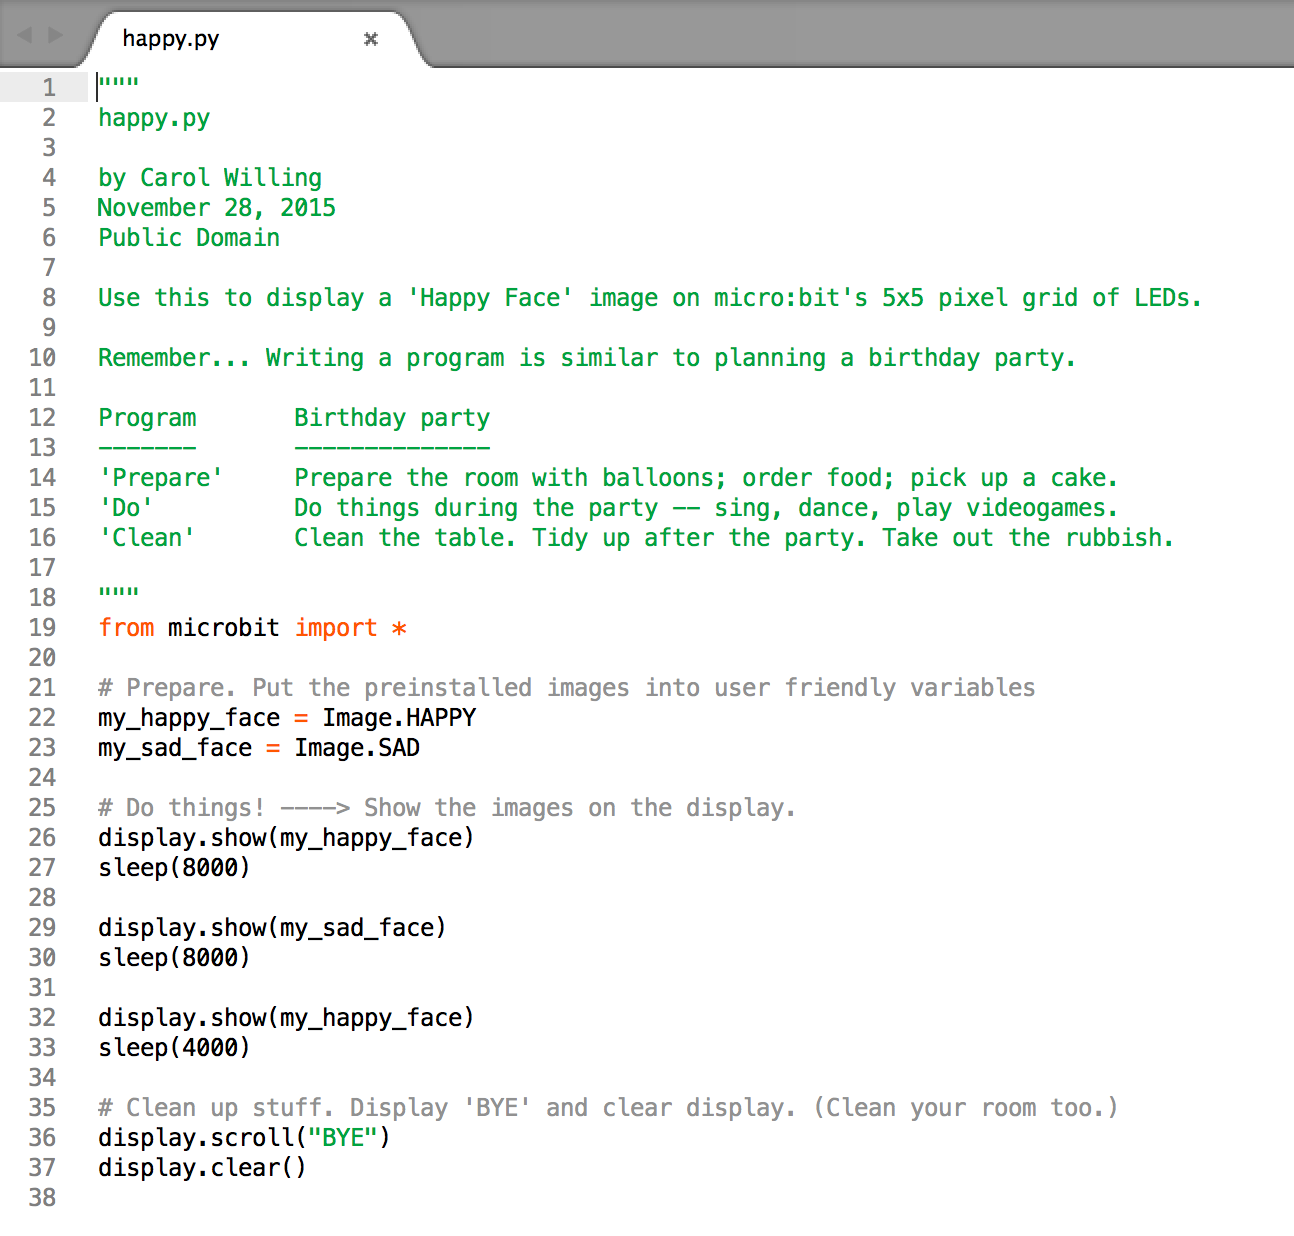 happy.py
1 """
2 happy.py
3
4 by Carol Willing
5 November 28, 2015
6 Public Domain
7
8 Use this to display a 'Happy Face' image on micro:bit's 5x5 pixel grid of LEDs.
9
10 Remember... Writing a program is similar to planning a birthday party.
11
12 Program       Birthday party
13 -------       --------------
14 'Prepare'     Prepare the room with balloons; order food; pick up a cake.
15 'Do'          Do things during the party -- sing, dance, play videogames.
16 'Clean'       Clean the table. Tidy up after the party. Take out the rubbish.
17
18 """
19 from microbit import *
20
21 # Prepare. Put the preinstalled images into user friendly variables
22 my_happy_face = Image.HAPPY
23 my_sad_face = Image.SAD
24
25 # Do things! ----> Show the images on the display.
26 display.show(my_happy_face)
27 sleep(8000)
28
29 display.show(my_sad_face)
30 sleep(8000)
31
32 display.show(my_happy_face)
33 sleep(4000)
34
35 # Clean up stuff. Display 'BYE' and clear display. (Clean your room too.)
36 display.scroll("BYE")
37 display.clear()
38